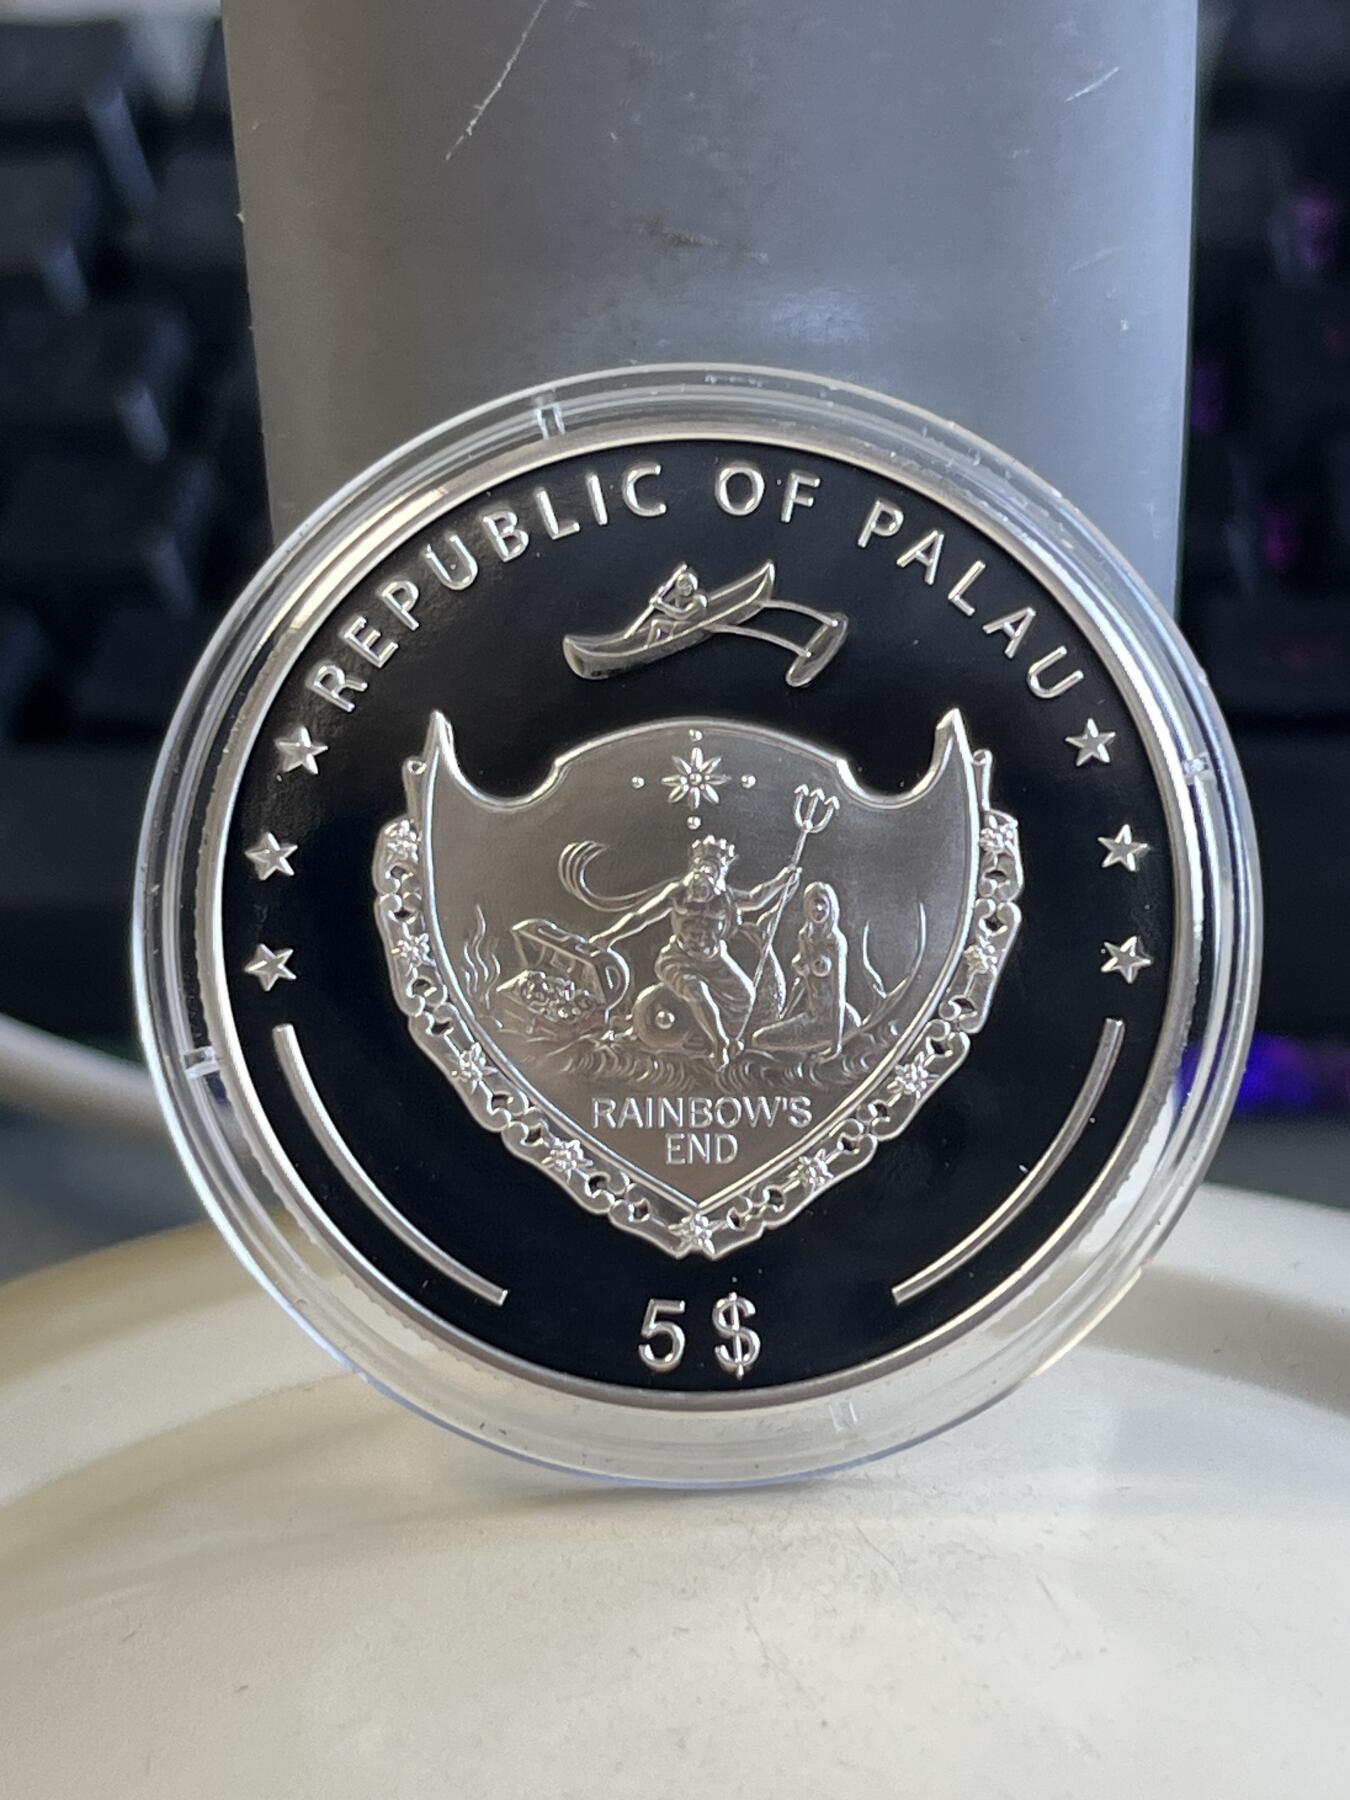 REPUBLIC OF PALAU
RAINBOW'S
END
5$